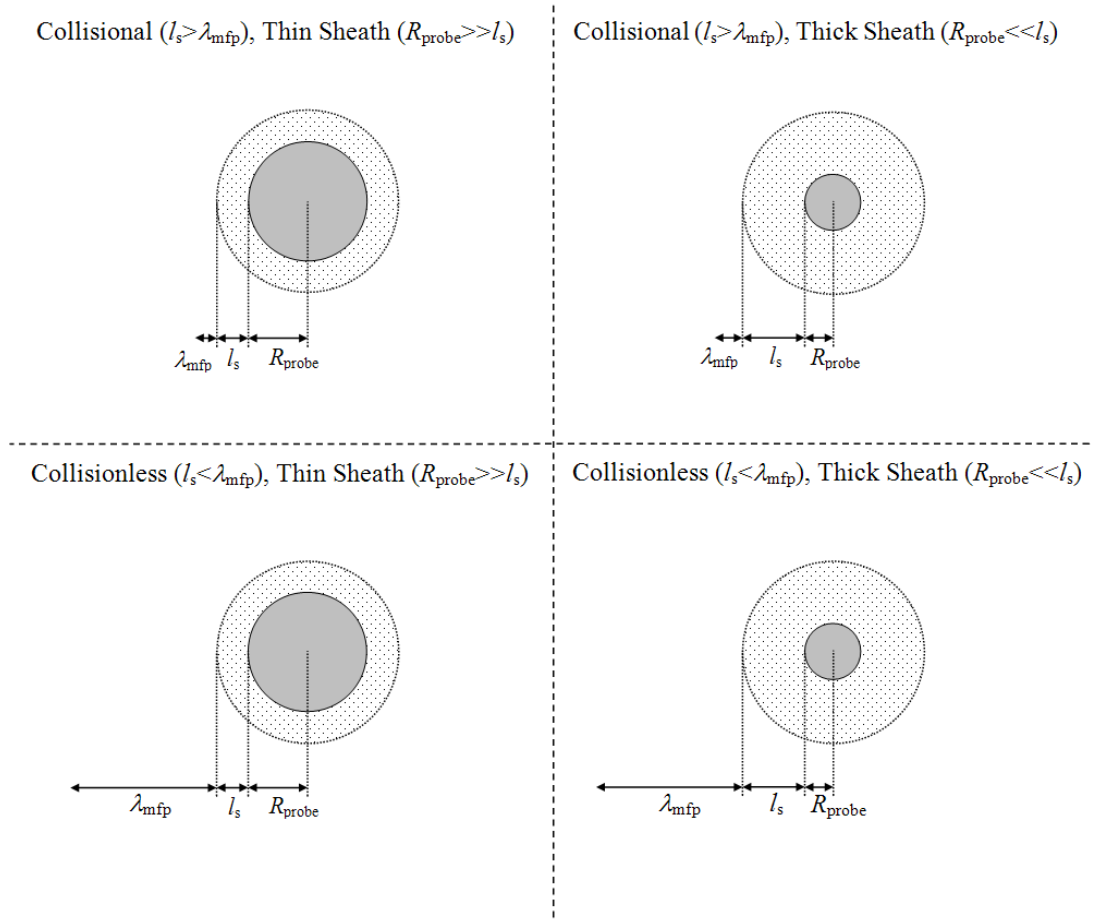 Collisional (lₛ>λmfp), Thin Sheath (Rprobe>>lₛ)
Collisional (lₛ>λmfp), Thick Sheath (Rprobe<<lₛ)
λmfp lₛ Rprobe
λmfp lₛ Rprobe
Collisionless (lₛ<λmfp), Thin Sheath (Rprobe>>lₛ)
Collisionless (lₛ<λmfp), Thick Sheath (Rprobe<<lₛ)
λmfp lₛ Rprobe
λmfp lₛ Rprobe